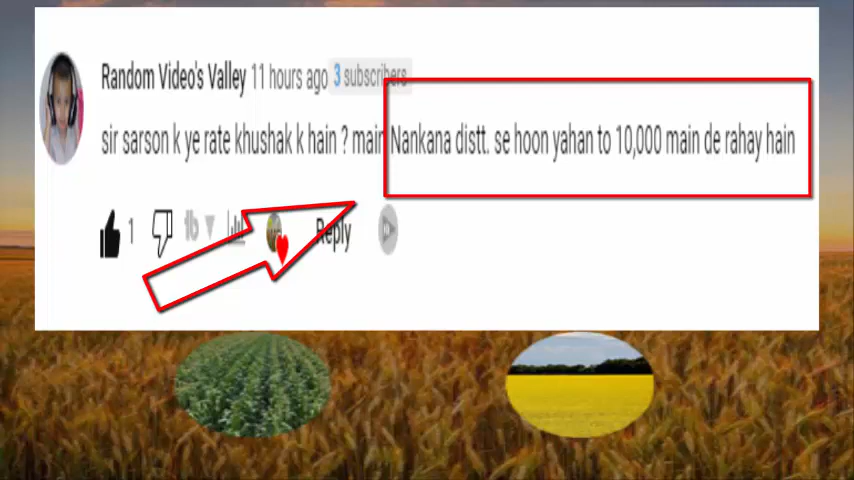 Random Video's Valley 11 hours ago 3 subscribers
sir sarson k ye rate khushak k hain ? main Nankana distt. se hoon yahan to 10,000 main de rahay hain
1 Reply